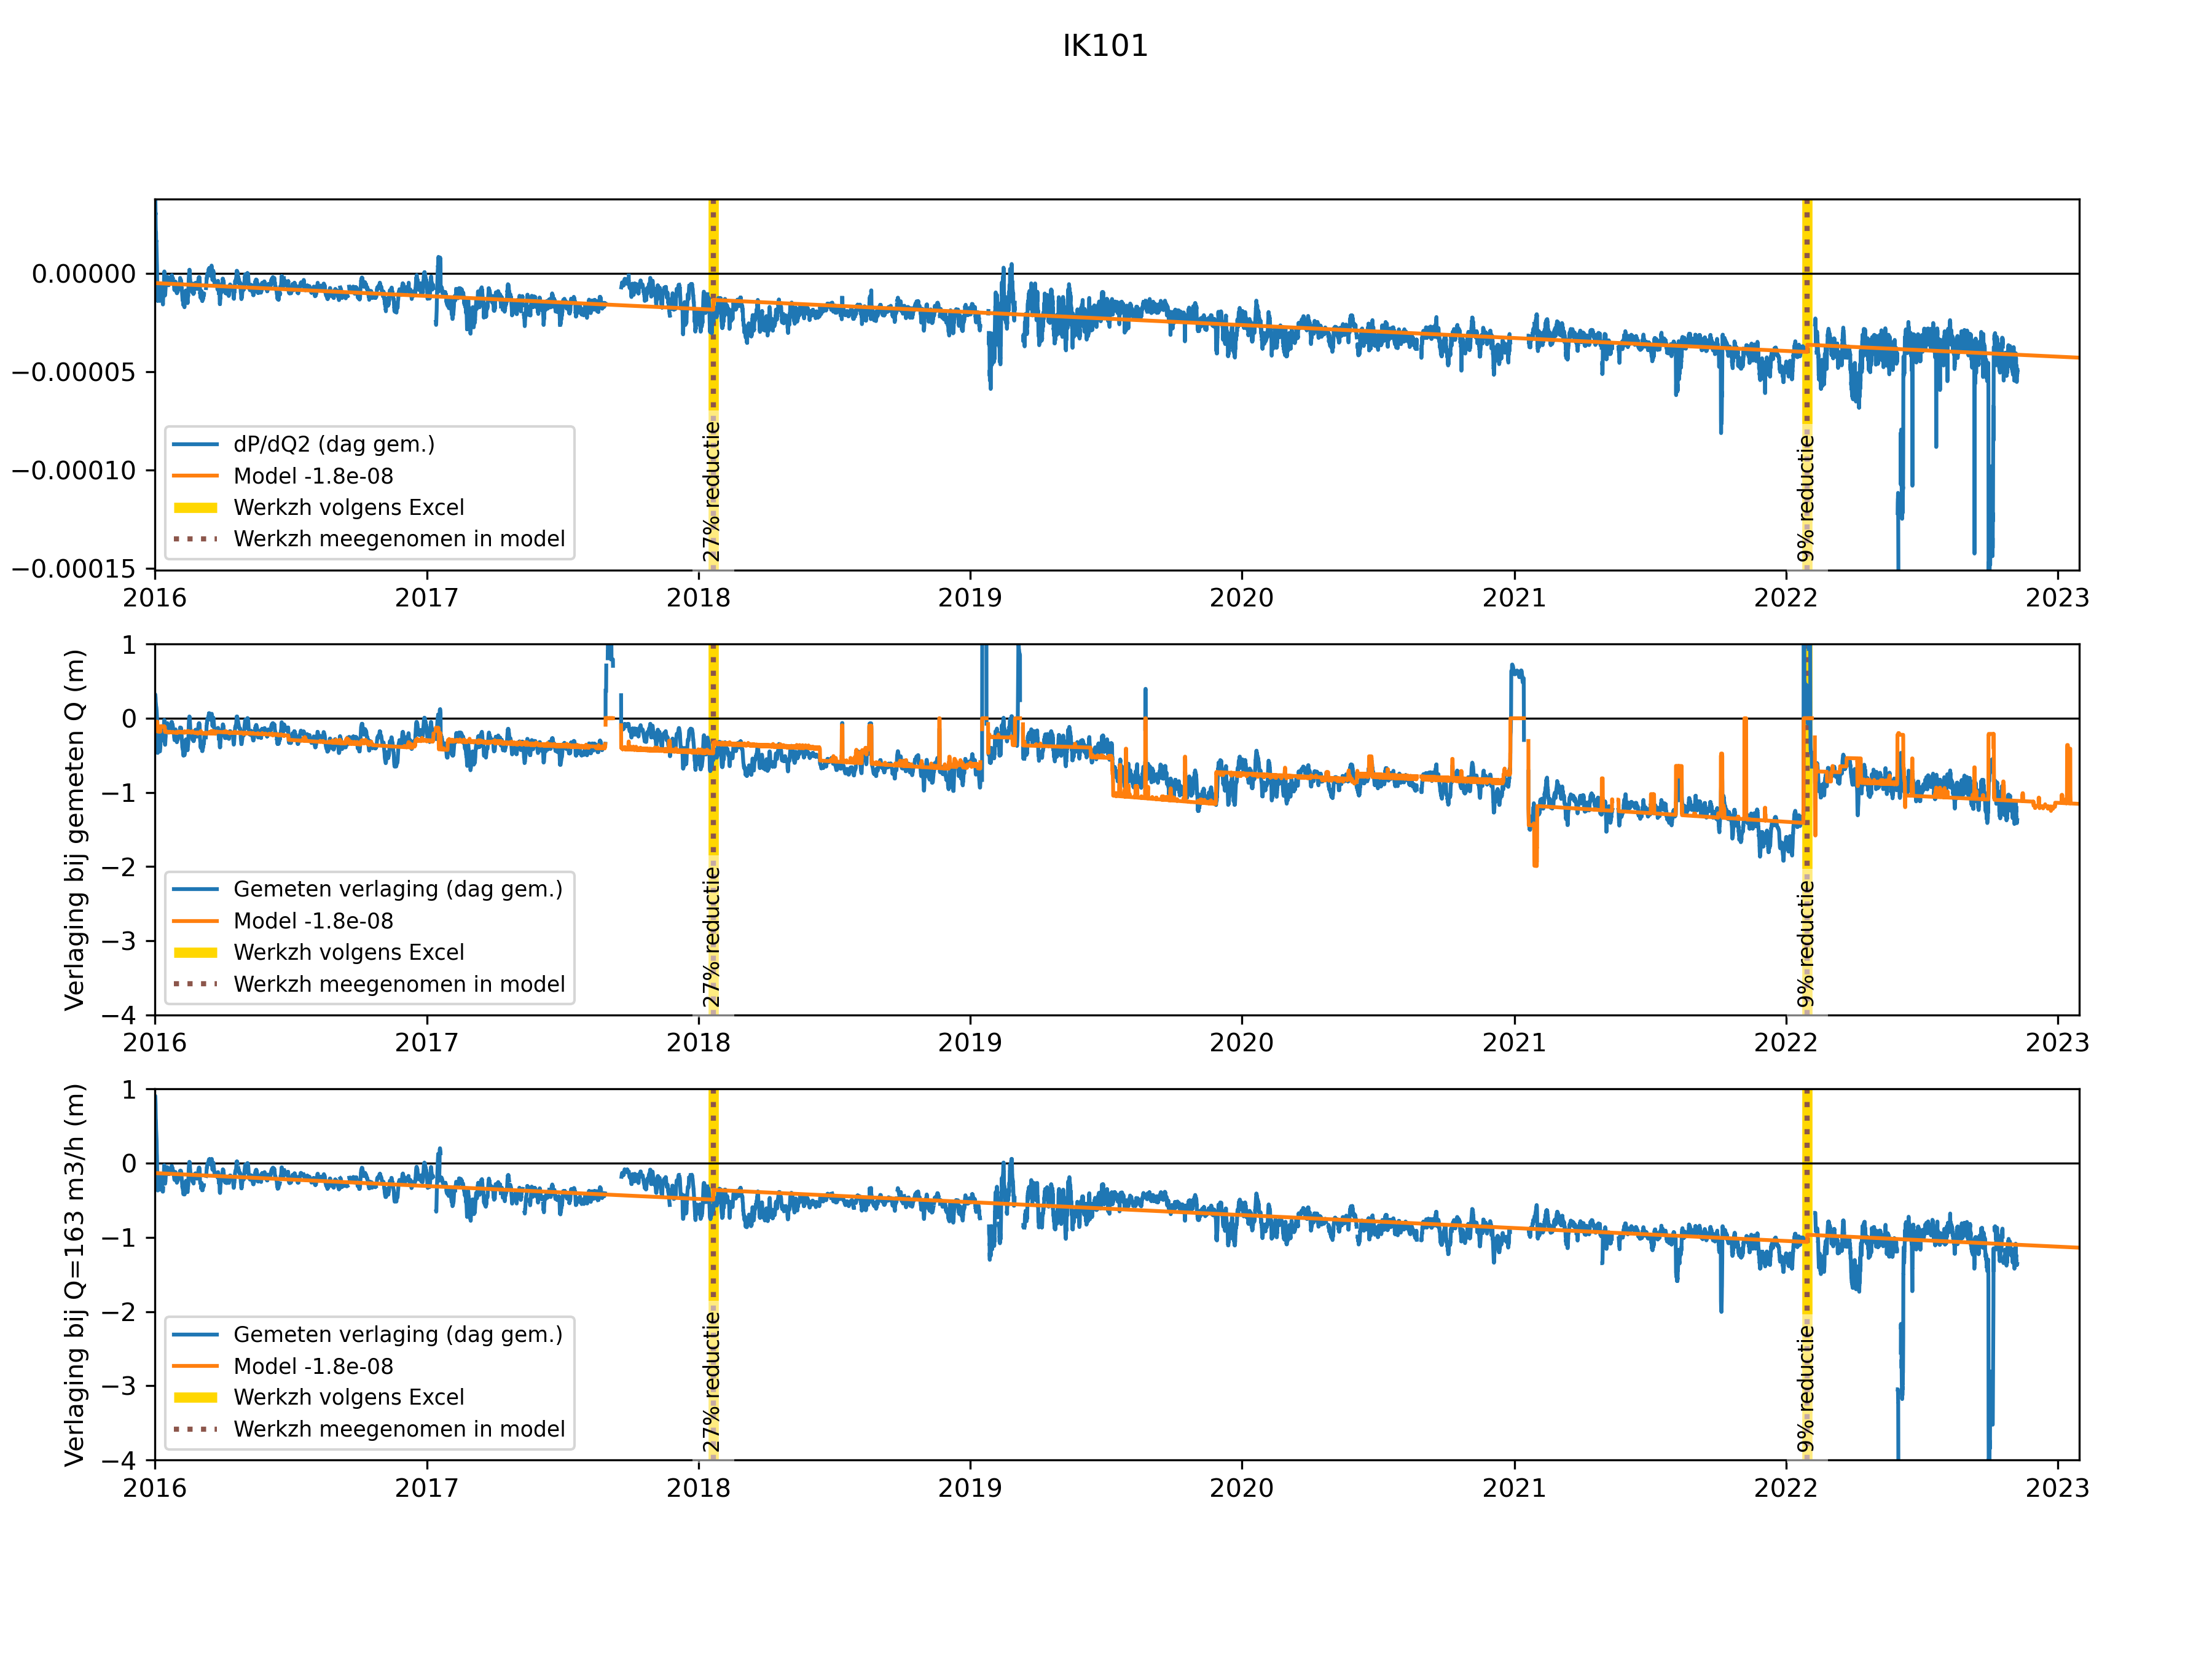 IK101
0.00000
−0.00005
−0.00010
−0.00015
dP/dQ2 (dag gem.)
Model -1.8e-08
Werkzh volgens Excel
Werkzh meegenomen in model
27% reductie
9% reductie
2016 2017 2018 2019 2020 2021 2022 2023
Verlaging bij gemeten Q (m)
1
0
−1
−2
−3
−4
Gemeten verlaging (dag gem.)
Model -1.8e-08
Werkzh volgens Excel
Werkzh meegenomen in model
27% reductie
9% reductie
2016 2017 2018 2019 2020 2021 2022 2023
Verlaging bij Q=163 m3/h (m)
1
0
−1
−2
−3
−4
Gemeten verlaging (dag gem.)
Model -1.8e-08
Werkzh volgens Excel
Werkzh meegenomen in model
27% reductie
9% reductie
2016 2017 2018 2019 2020 2021 2022 2023